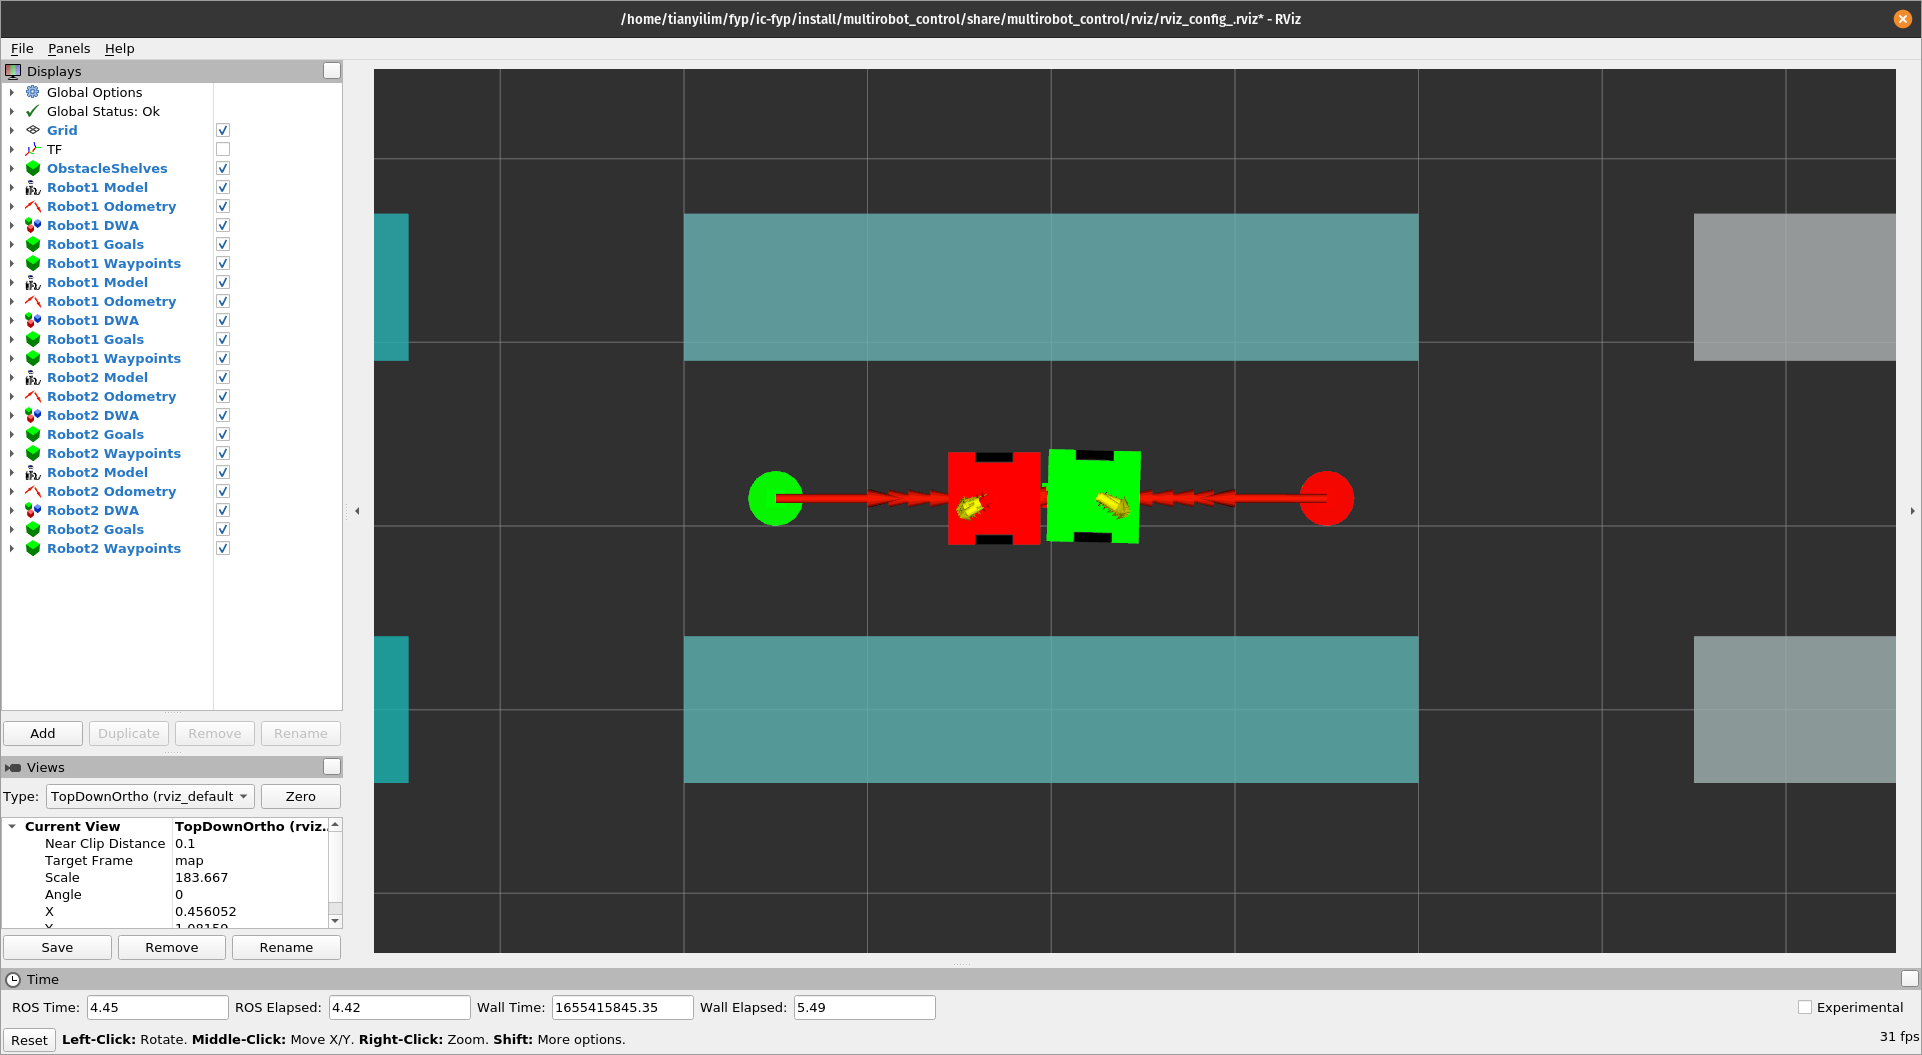 /home/tianyilim/fyp/ic-fyp/install/multirobot_control/share/multirobot_control/rviz/rviz_config_.rviz* - RViz
File Panels Help
Displays
Global Options
Global Status: Ok
Grid
TF
ObstacleShelves
Robot1 Model
Robot1 Odometry
Robot1 DWA
Robot1 Goals
Robot1 Waypoints
Robot1 Model
Robot1 Odometry
Robot1 DWA
Robot1 Goals
Robot1 Waypoints
Robot2 Model
Robot2 Odometry
Robot2 DWA
Robot2 Goals
Robot2 Waypoints
Robot2 Model
Robot2 Odometry
Robot2 DWA
Robot2 Goals
Robot2 Waypoints
Add Duplicate Remove Rename
Views
Type: TopDownOrtho (rviz_default Zero
Current View TopDownOrtho (rviz...
Near Clip Distance 0.1
Target Frame map
Scale 183.667
Angle 0
X 0.456052
Y 1.08159
Save Remove Rename
Time
ROS Time: 4.45 ROS Elapsed: 4.42 Wall Time: 1655415845.35 Wall Elapsed: 5.49 Experimental
Reset Left-Click: Rotate. Middle-Click: Move X/Y. Right-Click: Zoom. Shift: More options. 31 fps